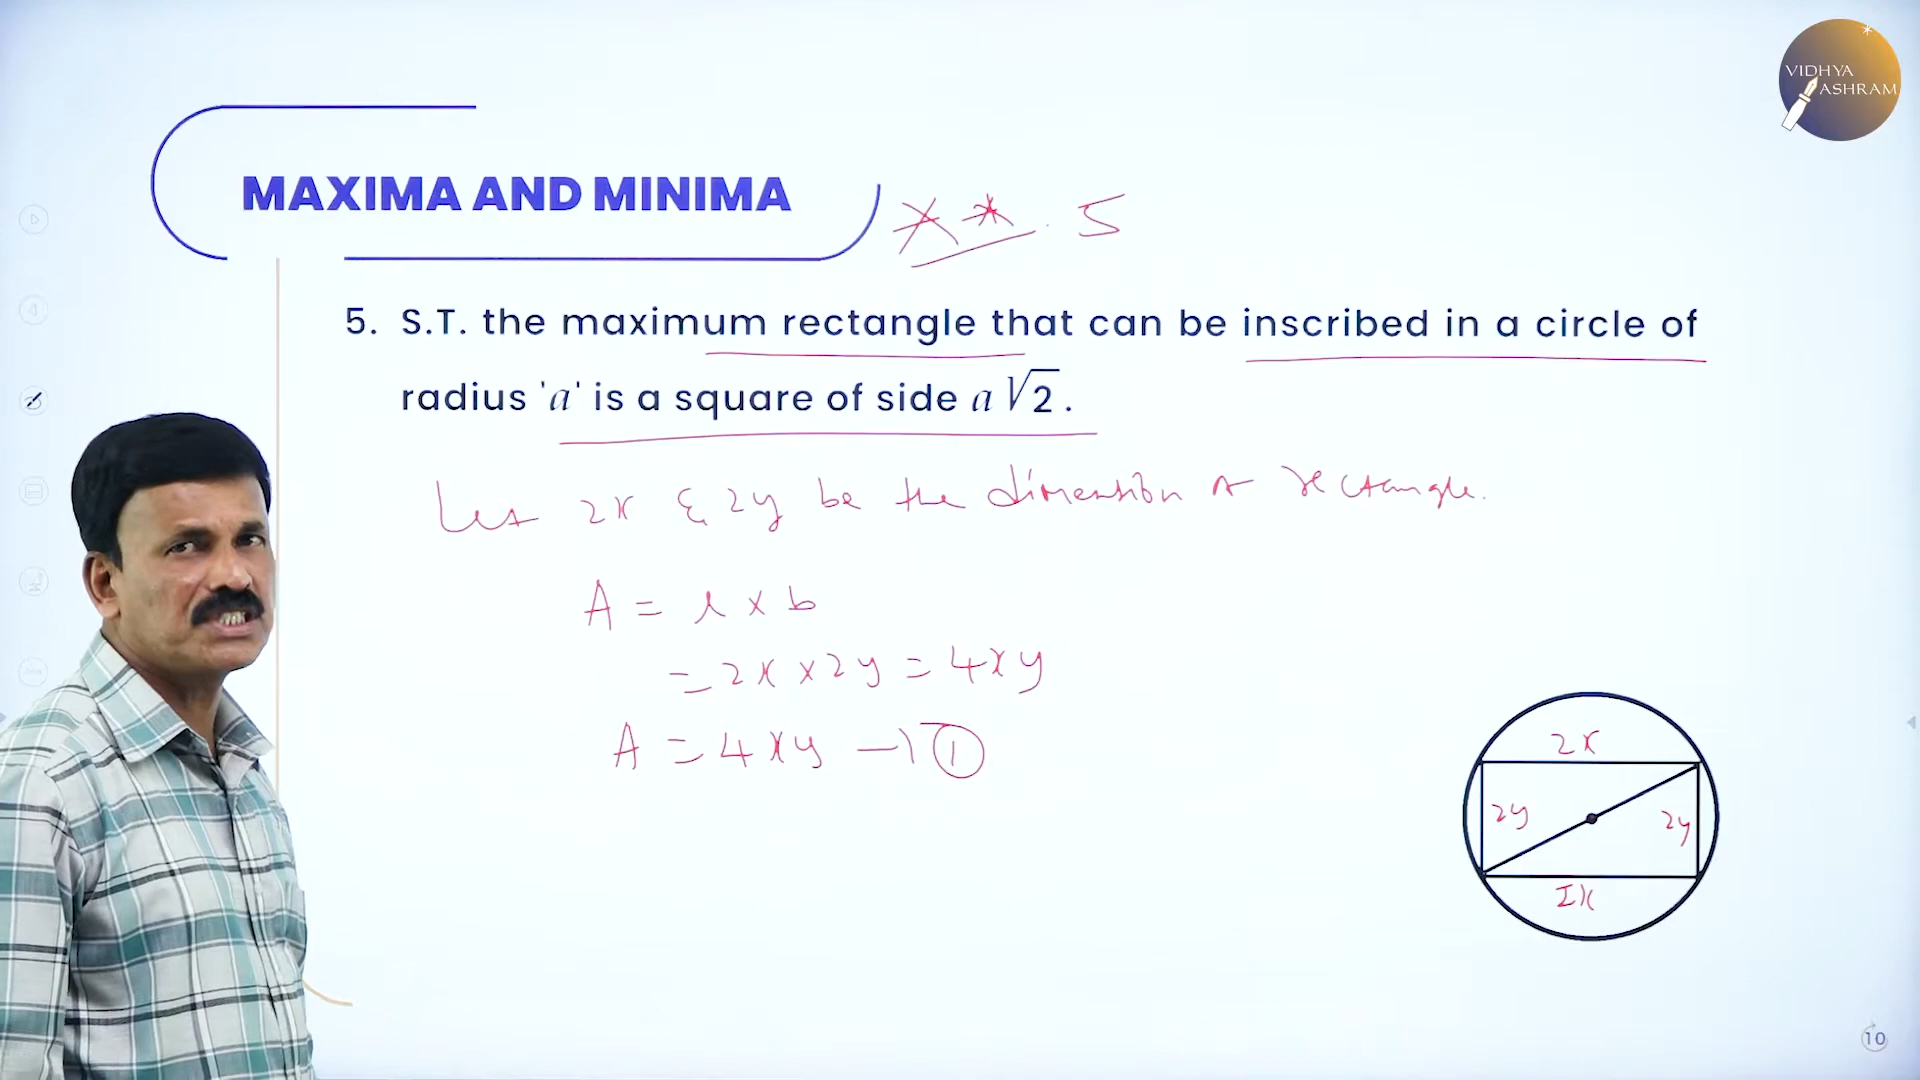 VIDHYA
ASHRAM
MAXIMA AND MINIMA
** . 5
5. S.T. the maximum rectangle that can be inscribed in a circle of
radius 'a' is a square of side a√2.
Let 2x & 2y be the dimension of rectangle.
A = l x b
= 2x x 2y = 4xy
A = 4xy → ①
2x
2y
2y
2x
10